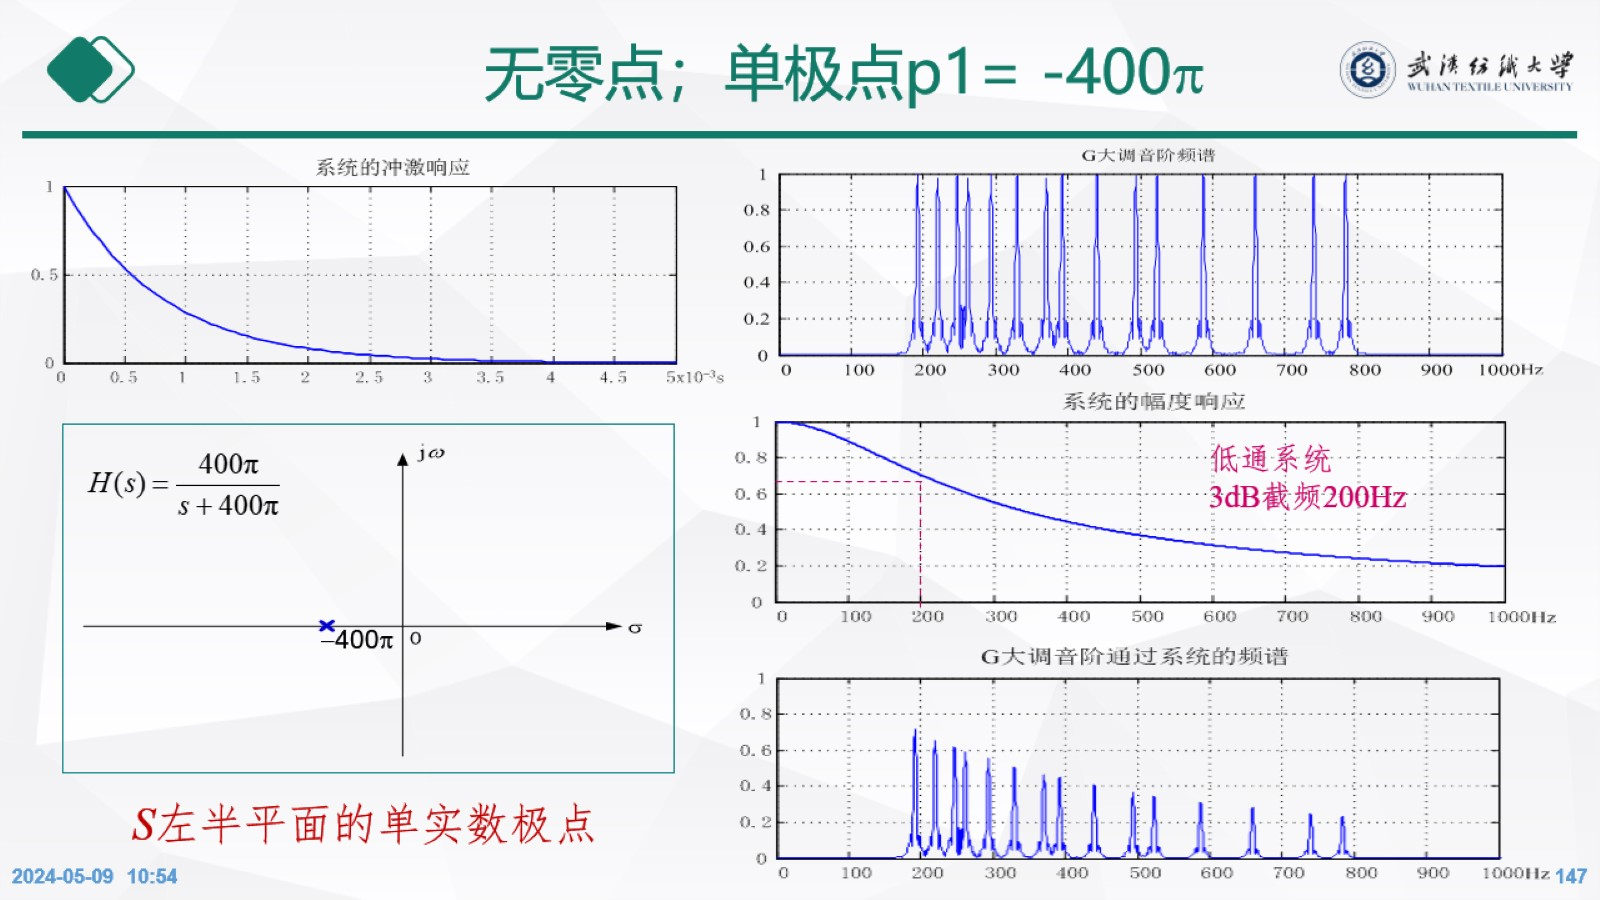 无零点；单极点p1= -400π
武汉纺织大学
WUHAN TEXTILE UNIVERSITY
系统的冲激响应
1
0.5
0
0 0.5 1 1.5 2 2.5 3 3.5 4 4.5 5x10⁻³s
H(s) = 400π / (s + 400π)
jω
-400π 0 σ
S左半平面的单实数极点
G大调音阶频谱
1
0.8
0.6
0.4
0.2
0
0 100 200 300 400 500 600 700 800 900 1000Hz
系统的幅度响应
1
0.8
0.6
0.4
0.2
0
低通系统
3dB截频200Hz
0 100 200 300 400 500 600 700 800 900 1000Hz
G大调音阶通过系统的频谱
1
0.8
0.6
0.4
0.2
0
0 100 200 300 400 500 600 700 800 900 1000Hz
2024-05-09 10:54
147